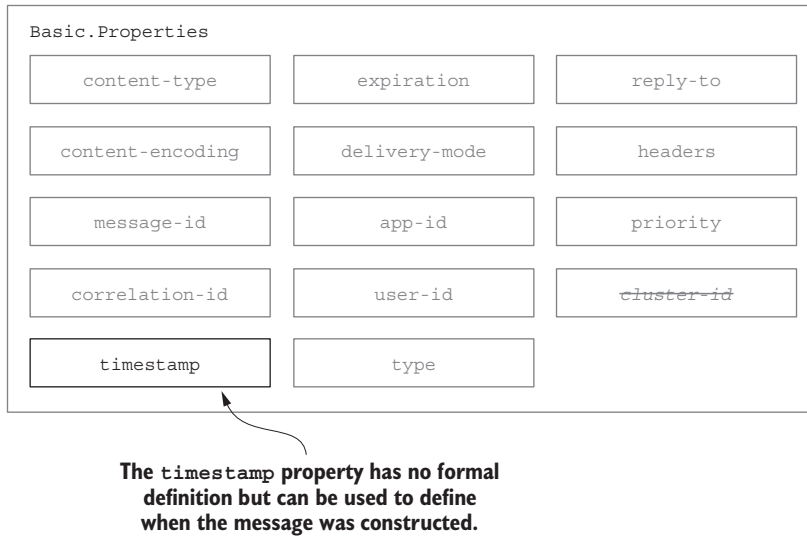 Basic.Properties
content-type expiration reply-to
content-encoding delivery-mode headers
message-id app-id priority
correlation-id user-id cluster-id
timestamp type
The timestamp property has no formal
definition but can be used to define
when the message was constructed.